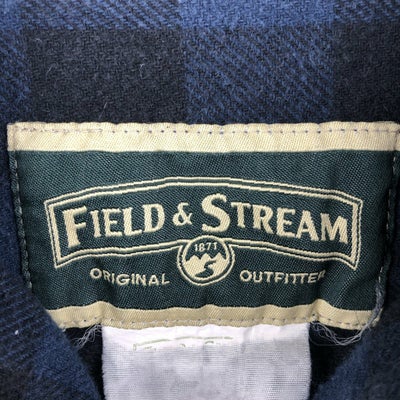 FIELD & STREAM
1871
ORIGINAL OUTFITTER